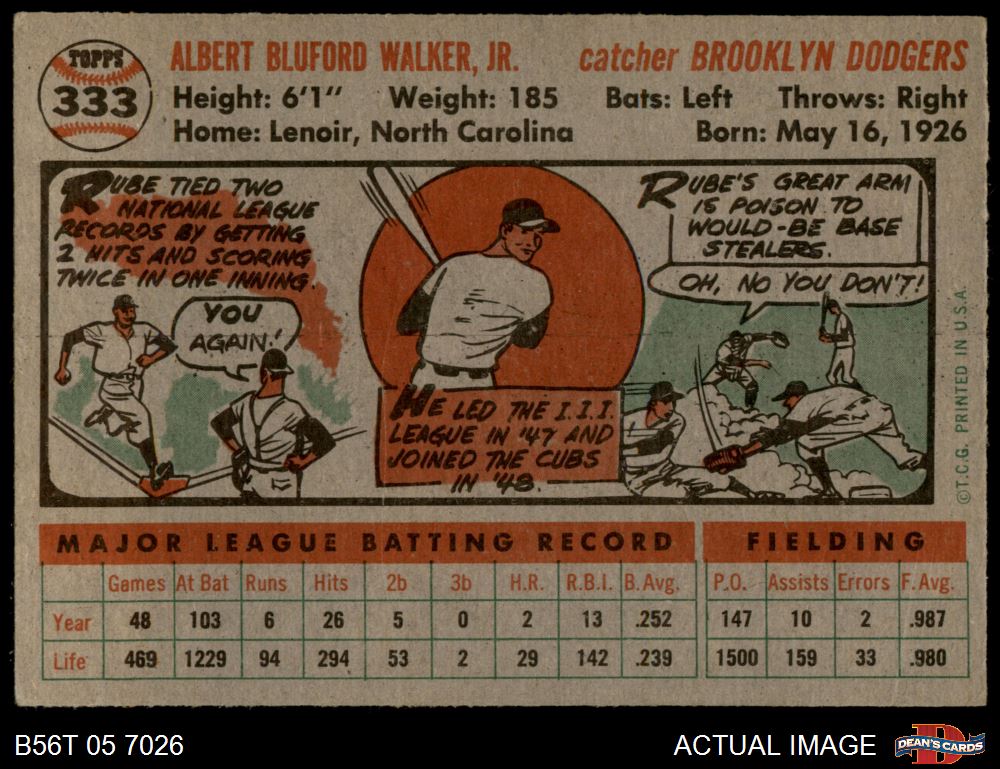 TOPPS
333
ALBERT BLUFORD WALKER, JR. catcher BROOKLYN DODGERS
Height: 6'1" Weight: 185 Bats: Left Throws: Right
Home: Lenoir, North Carolina Born: May 16, 1926
RUBE TIED TWO
NATIONAL LEAGUE
RECORDS BY GETTING
2 HITS AND SCORING
TWICE IN ONE INNING.
YOU
AGAIN!
HE LED THE I.I.I.
LEAGUE IN '47 AND
JOINED THE CUBS
IN '48.
RUBE'S GREAT ARM
IS POISON TO
WOULD-BE BASE
STEALERS.
OH, NO YOU DON'T!
©T.C.G. PRINTED IN U.S.A.
MAJOR LEAGUE BATTING RECORD FIELDING
Games At Bat Runs Hits 2b 3b H.R. R.B.I. B. Avg. P.O. Assists Errors F. Avg.
Year 48 103 6 26 5 0 2 13 .252 147 10 2 .987
Life 469 1229 94 294 53 2 29 142 .239 1500 159 33 .980
B56T 05 7026 ACTUAL IMAGE
D
DEAN'S CARDS